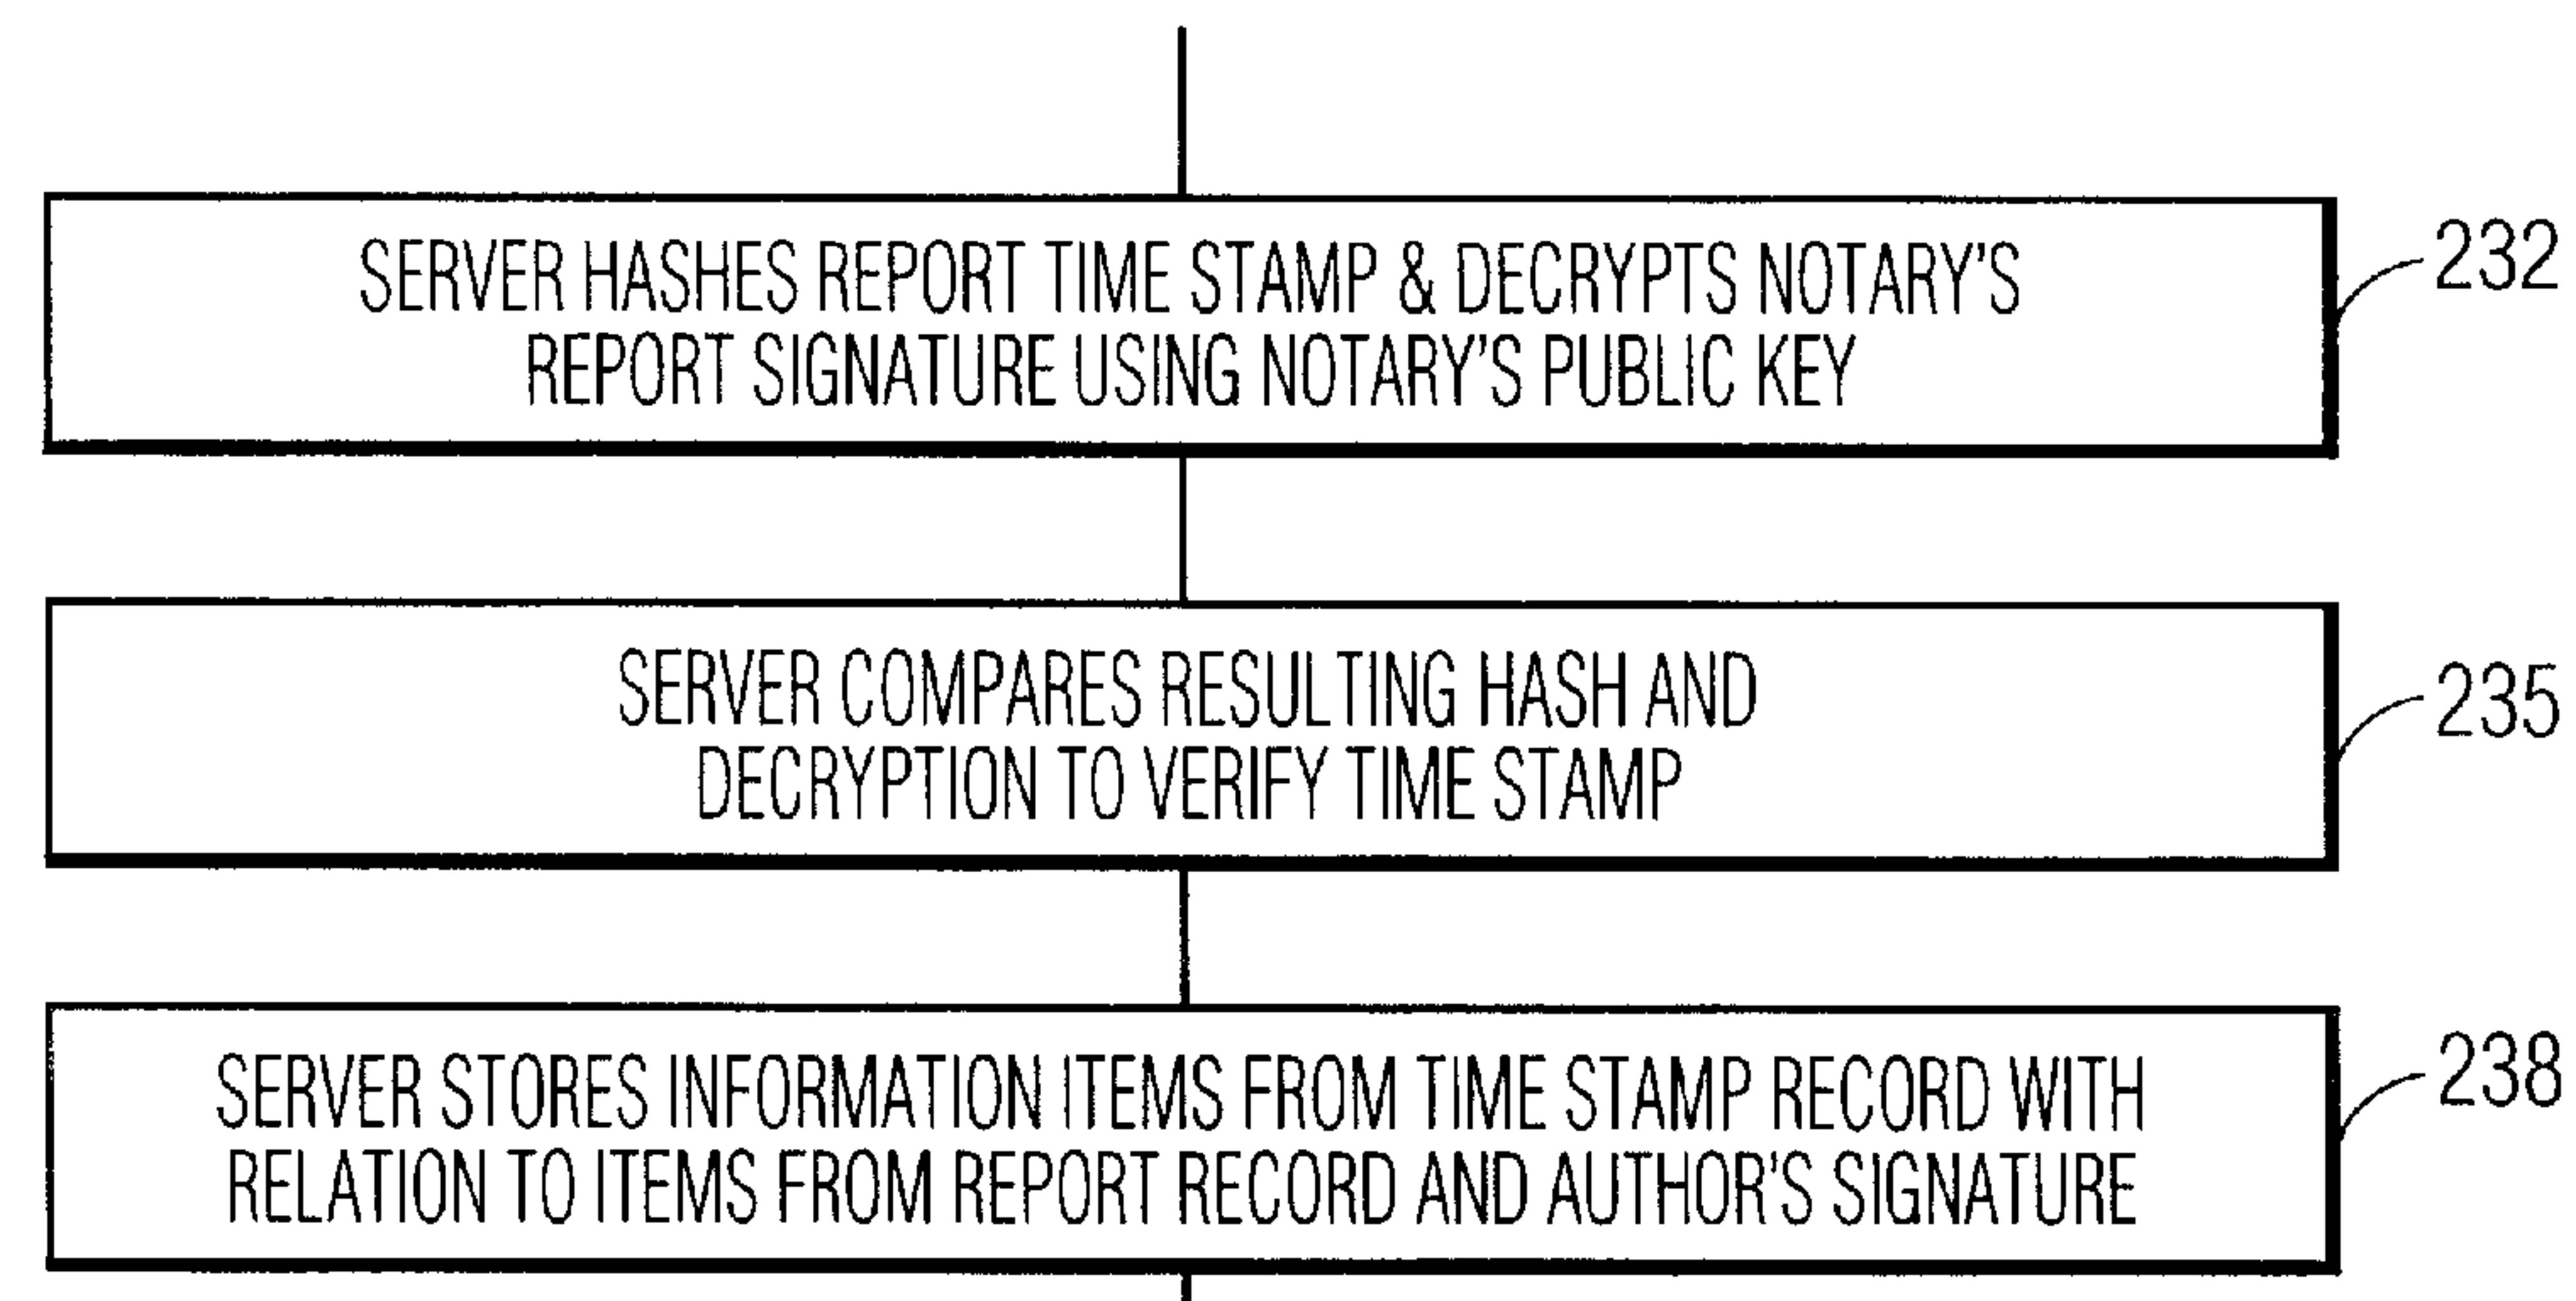 SERVER HASHES REPORT TIME STAMP & DECRYPTS NOTARY'S
REPORT SIGNATURE USING NOTARY'S PUBLIC KEY
232
SERVER COMPARES RESULTING HASH AND
DECRYPTION TO VERIFY TIME STAMP
235
SERVER STORES INFORMATION ITEMS FROM TIME STAMP RECORD WITH
RELATION TO ITEMS FROM REPORT RECORD AND AUTHOR'S SIGNATURE
238